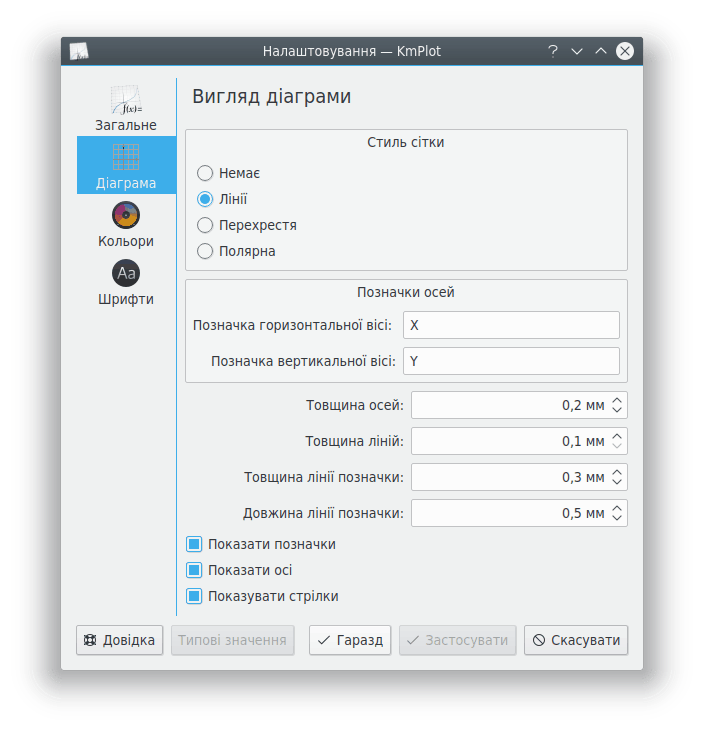 Налаштовування — KmPlot
Загальне
Діаграма
Кольори
Aa
Шрифти
Вигляд діаграми
Стиль сітки
Немає
Лінії
Перехрестя
Полярна
Позначки осей
Позначка горизонтальної вісі: X
Позначка вертикальної вісі: Y
Товщина осей: 0,2 мм
Товщина ліній: 0,1 мм
Товщина лінії позначки: 0,3 мм
Довжина лінії позначки: 0,5 мм
Показати позначки
Показати осі
Показувати стрілки
Довідка Типові значення Гаразд Застосувати Скасувати